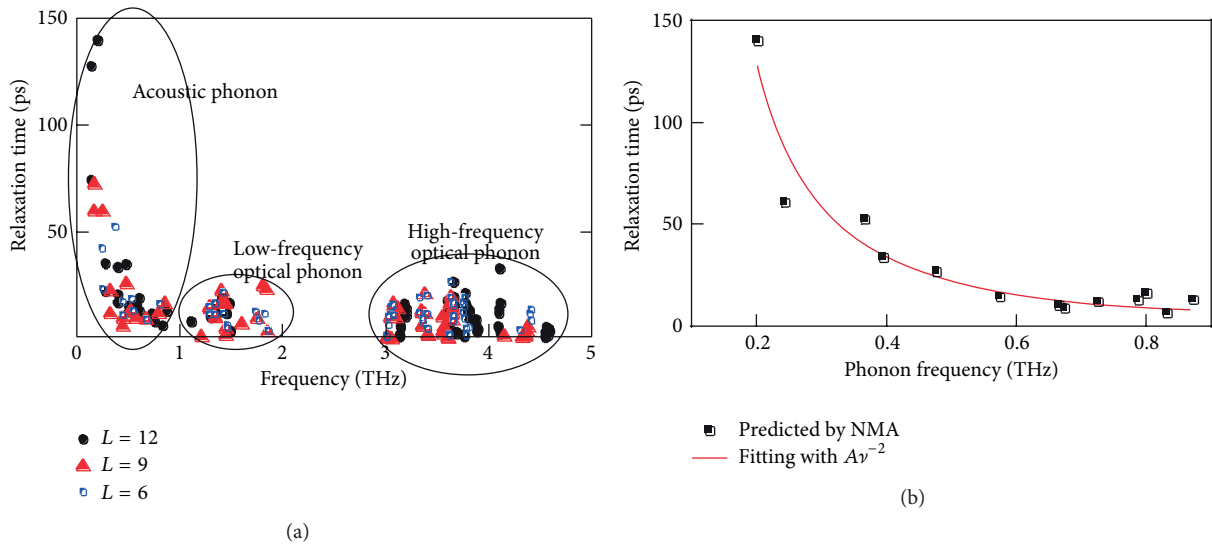 150
100
50
0
Relaxation time (ps)
Acoustic phonon
Low-frequency
optical phonon
High-frequency
optical phonon
0 1 2 3 4 5
Frequency (THz)
L = 12
L = 9
L = 6
(a)
150
100
50
0
Relaxation time (ps)
0.2 0.4 0.6 0.8
Phonon frequency (THz)
Predicted by NMA
Fitting with Aν⁻²
(b)